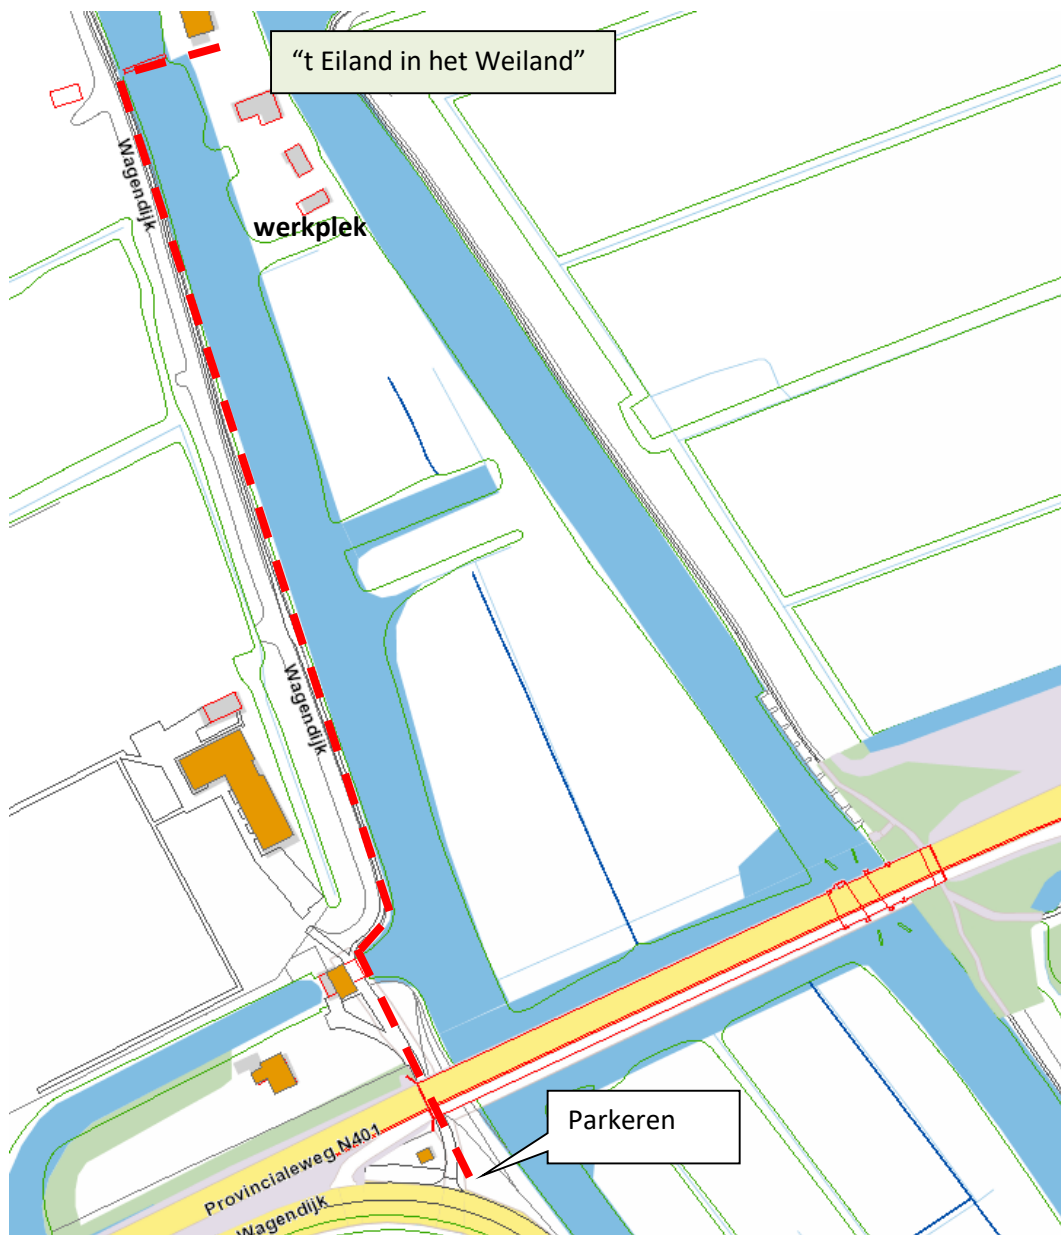 “t Eiland in het Weiland”
Wagendijk
werkplek
Wagendijk
Parkeren
Provincialeweg N401
Wagendijk